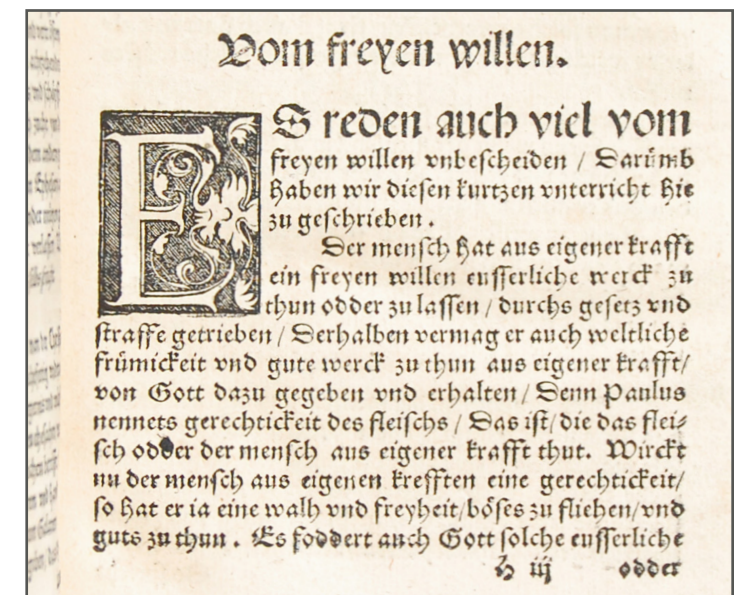 Vom freyen willen.
ES reden auch viel vom
freyen willen vnbescheiden / Darümb
haben wir diesen kurtzen vnterricht hie
zu geschrieben.
Der mensch hat aus eigener krafft
ein freyen willen eusserliche werck zu
thun odder zu lassen / durchs gesetz vnd
straffe getrieben / Derhalben vermag er auch weltliche
frümickeit vnd gute werck zu thun aus eigener krafft/
von Gott dazu gegeben vnd erhalten / Denn Paulus
nennets gerechtickeit des fleischs / Das ist/ die das flei-
sch odder der mensch aus eigener krafft thut. Wirckt
nu der mensch aus eigenen krefften eine gerechtickeit/
so hat er ia eine walh vnd freyheit/ böses zu fliehen/ vnd
guts zu thun. Es foddert auch Gott solche eusserliche
h iij odder